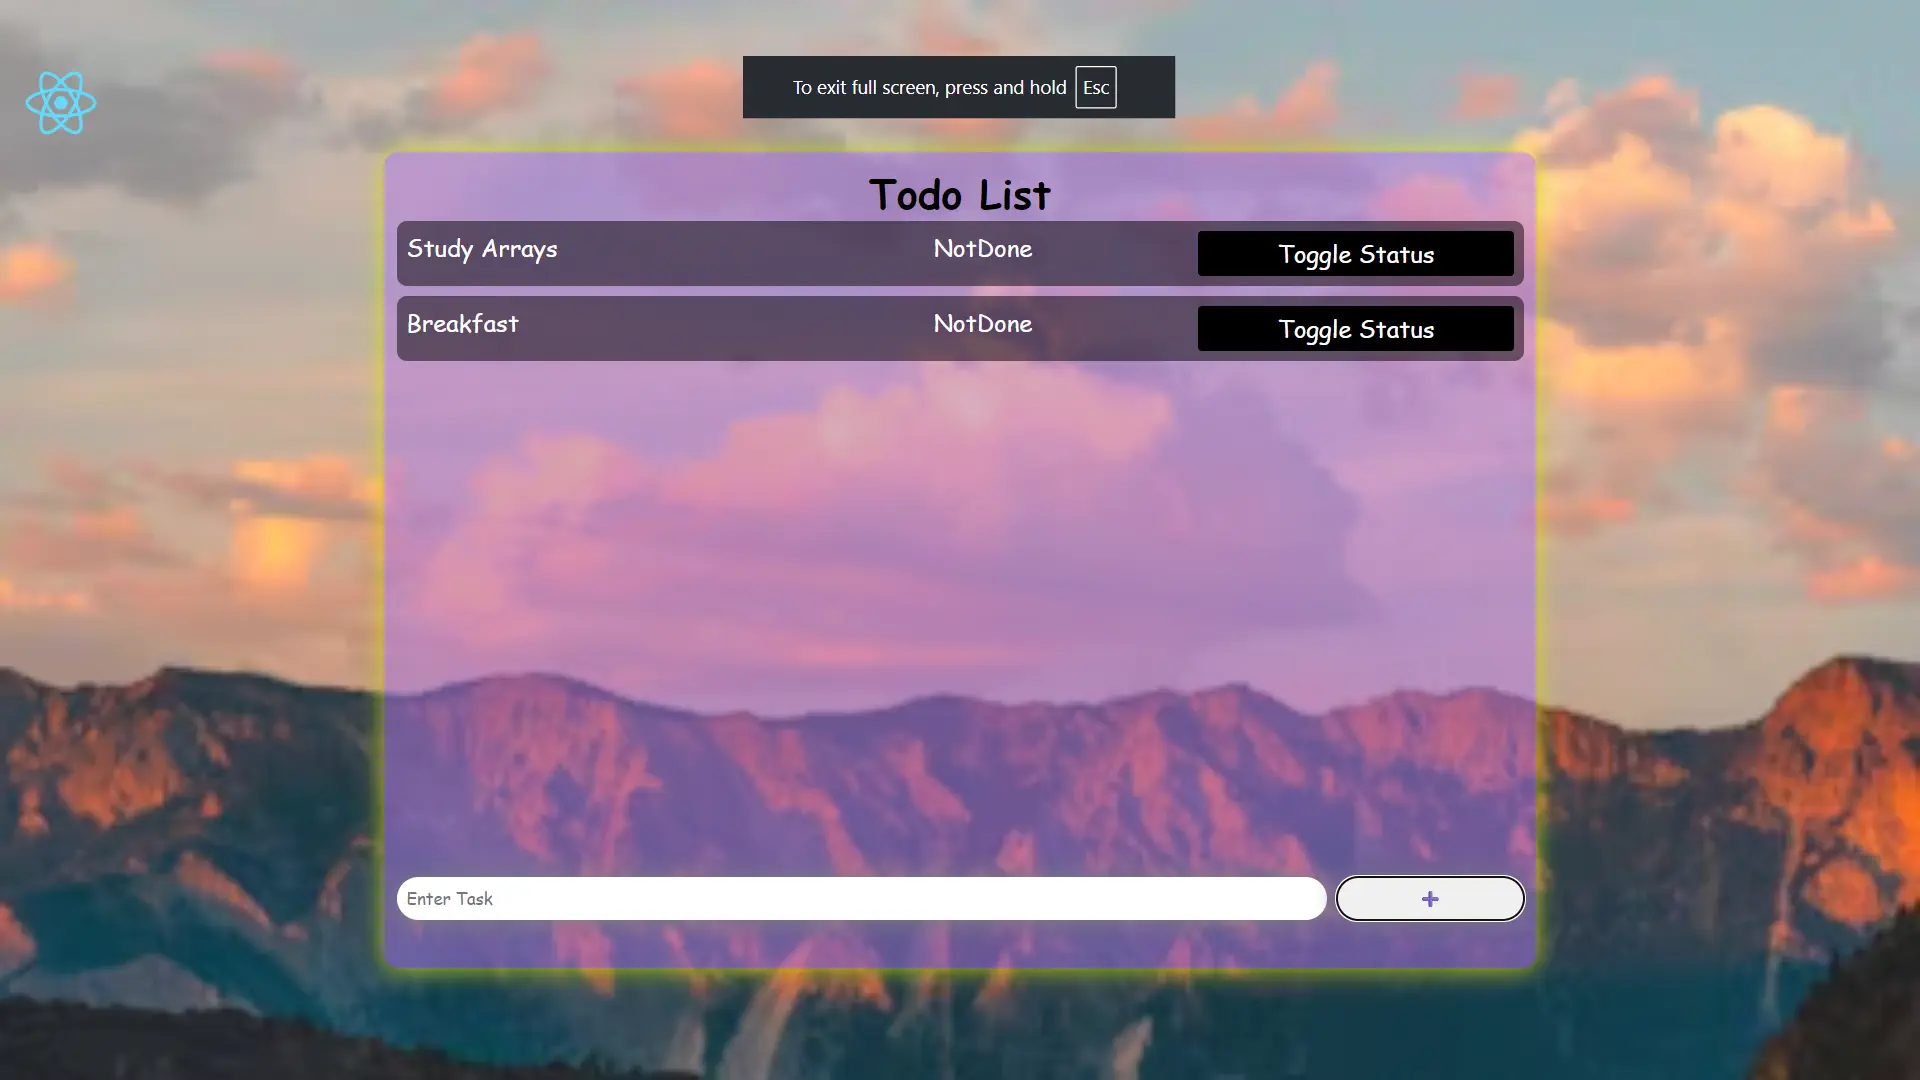 To exit full screen, press and hold Esc
Todo List
Study Arrays NotDone Toggle Status
Breakfast NotDone Toggle Status
Enter Task +